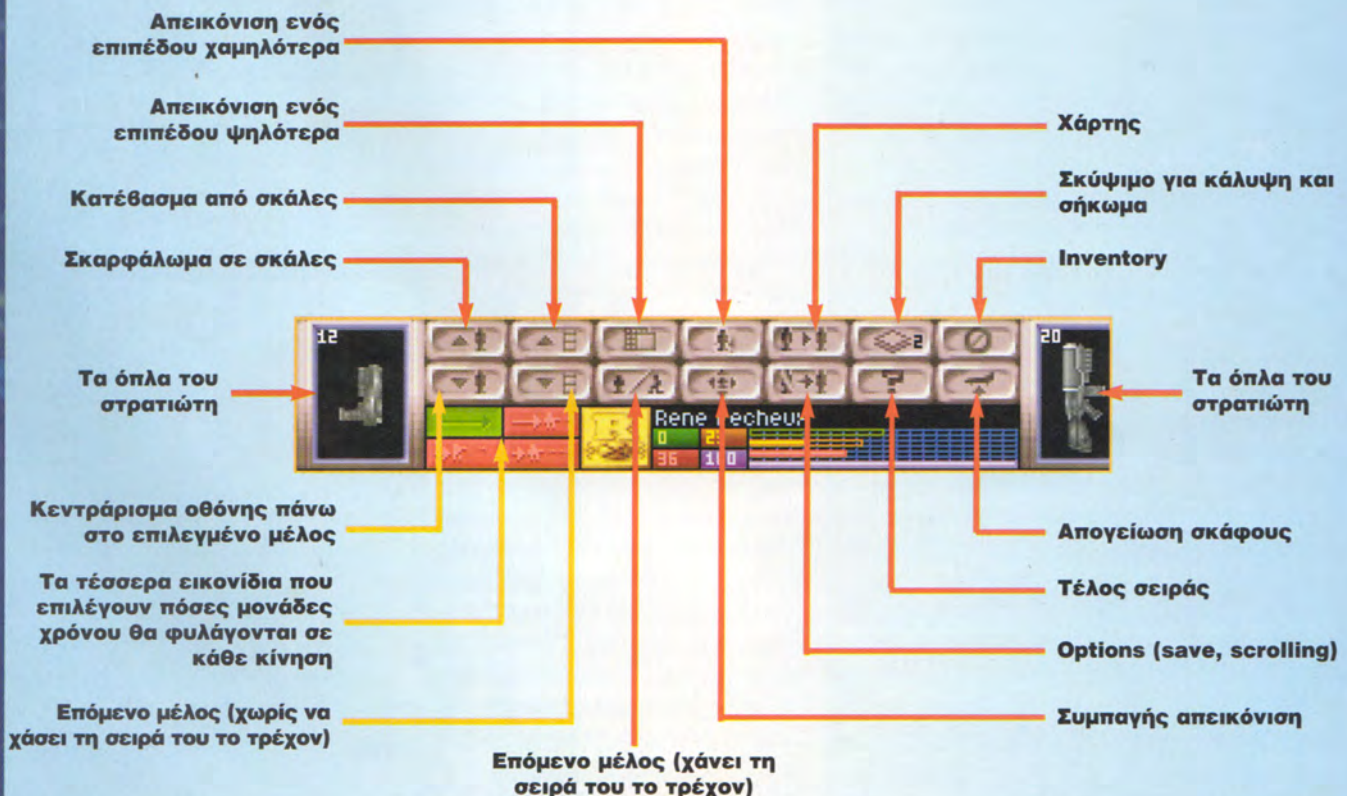 Απεικόνιση ενός
επιπέδου χαμηλότερα
Απεικόνιση ενός
επιπέδου ψηλότερα
Κατέβασμα από σκάλες
Σκαρφάλωμα σε σκάλες
Τα όπλα του
στρατιώτη
Κεντράρισμα οθόνης πάνω
στο επιλεγμένο μέλος
Τα τέσσερα εικονίδια που
επιλέγουν πόσες μονάδες
χρόνου θα φυλάγονται σε
κάθε κίνηση
Επόμενο μέλος (χωρίς να
χάσει τη σειρά του το τρέχον)
Επόμενο μέλος (χάνει τη
σειρά του το τρέχον)
12
2
20
Rene
0
36
Χάρτης
Σκύψιμο για κάλυψη και
σήκωμα
Inventory
Τα όπλα του
στρατιώτη
Απογείωση σκάφους
Τέλος σειράς
Options (save, scrolling)
Συμπαγής απεικόνιση